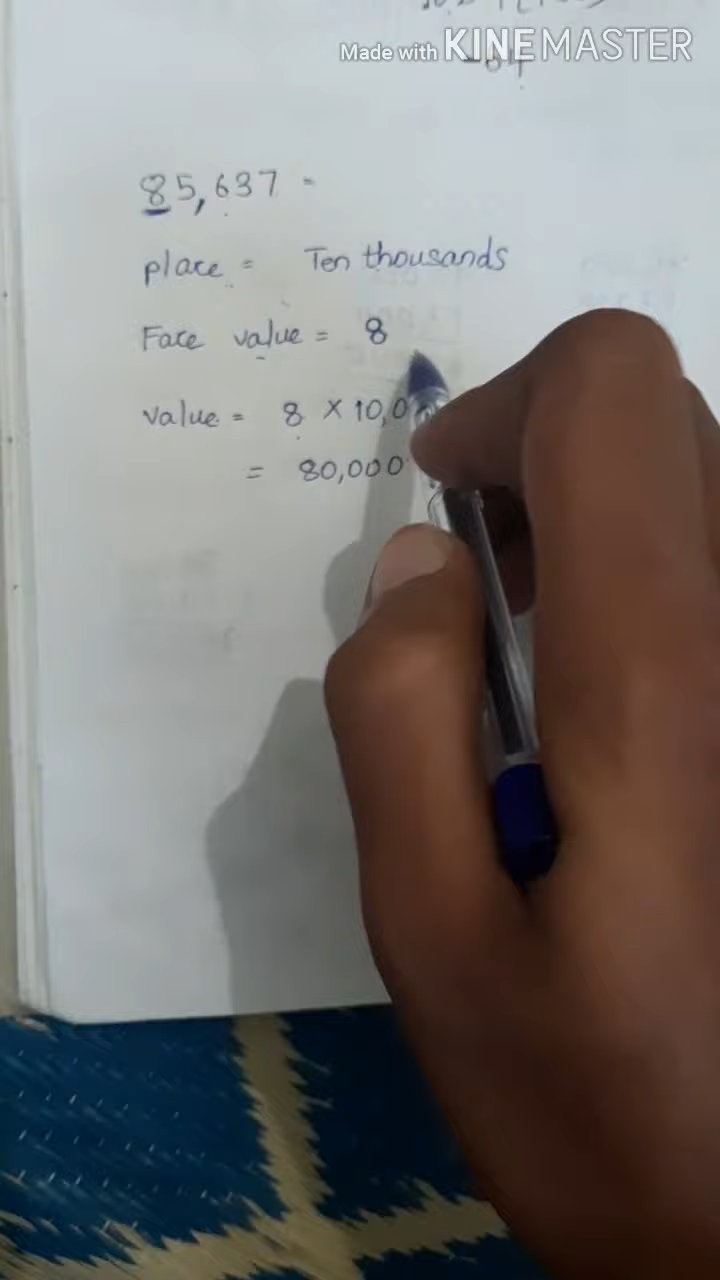 Made with KINEMASTER
85,637 -
place = Ten thousands
Face value = 8
value = 8 × 10,0
= 80,000